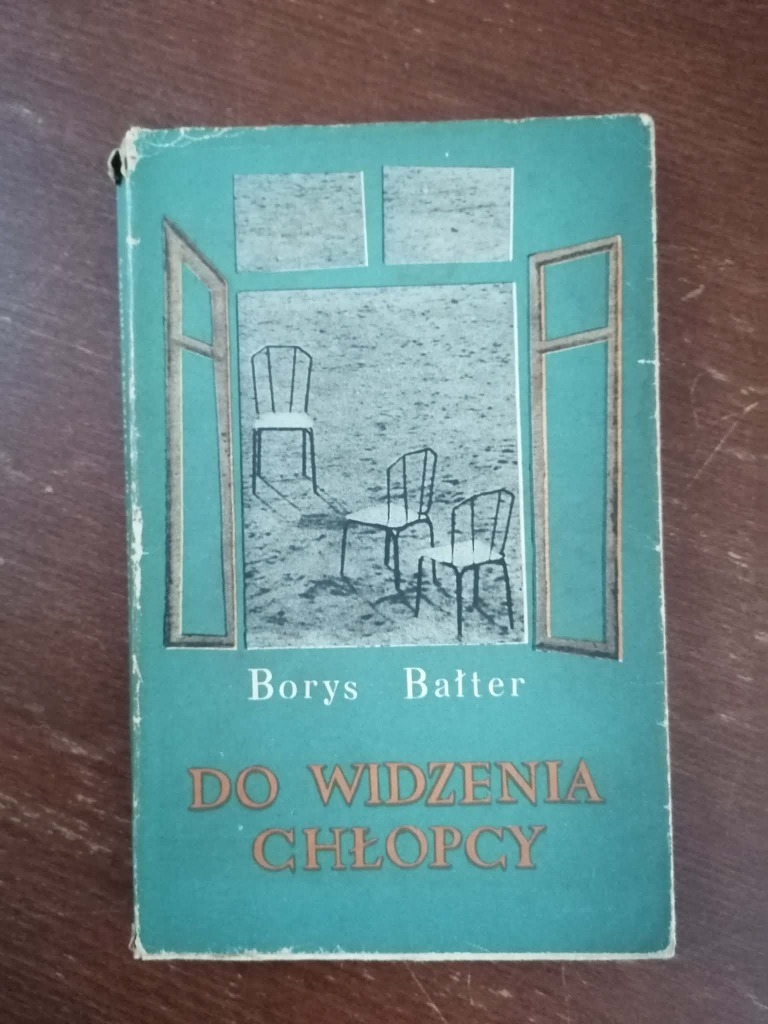 Borys Bałter
DO WIDZENIA
CHŁOPCY